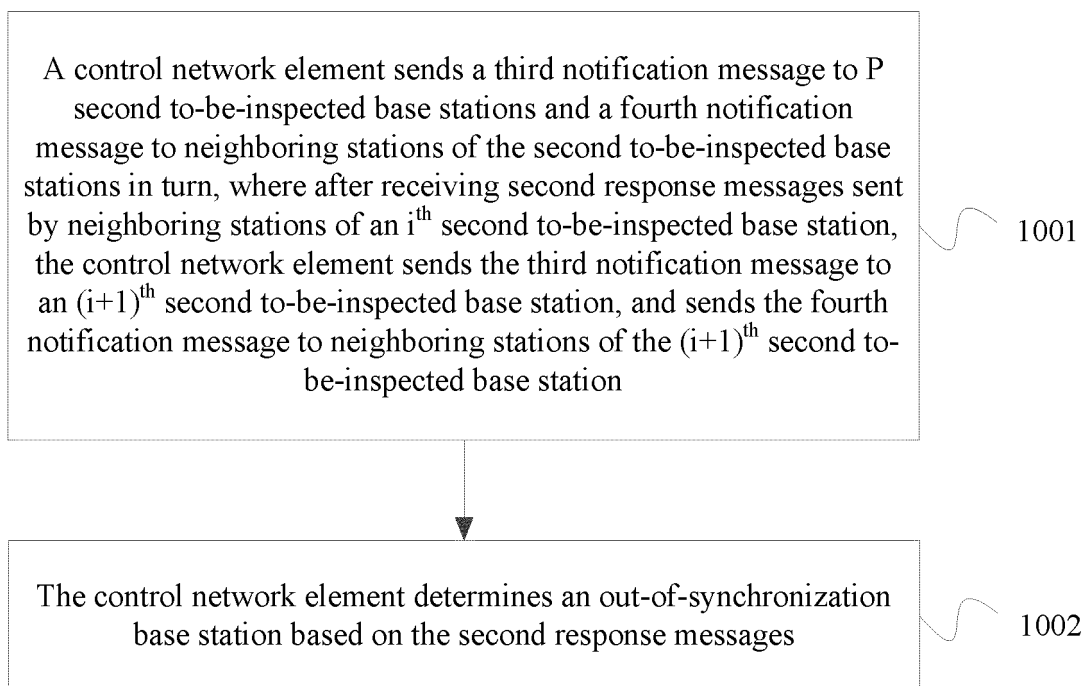 A control network element sends a third notification message to P
second to-be-inspected base stations and a fourth notification
message to neighboring stations of the second to-be-inspected base
stations in turn, where after receiving second response messages sent
by neighboring stations of an i^th second to-be-inspected base station,
the control network element sends the third notification message to
an (i+1)^th second to-be-inspected base station, and sends the fourth
notification message to neighboring stations of the (i+1)^th second to-
be-inspected base station
1001
The control network element determines an out-of-synchronization
base station based on the second response messages
1002